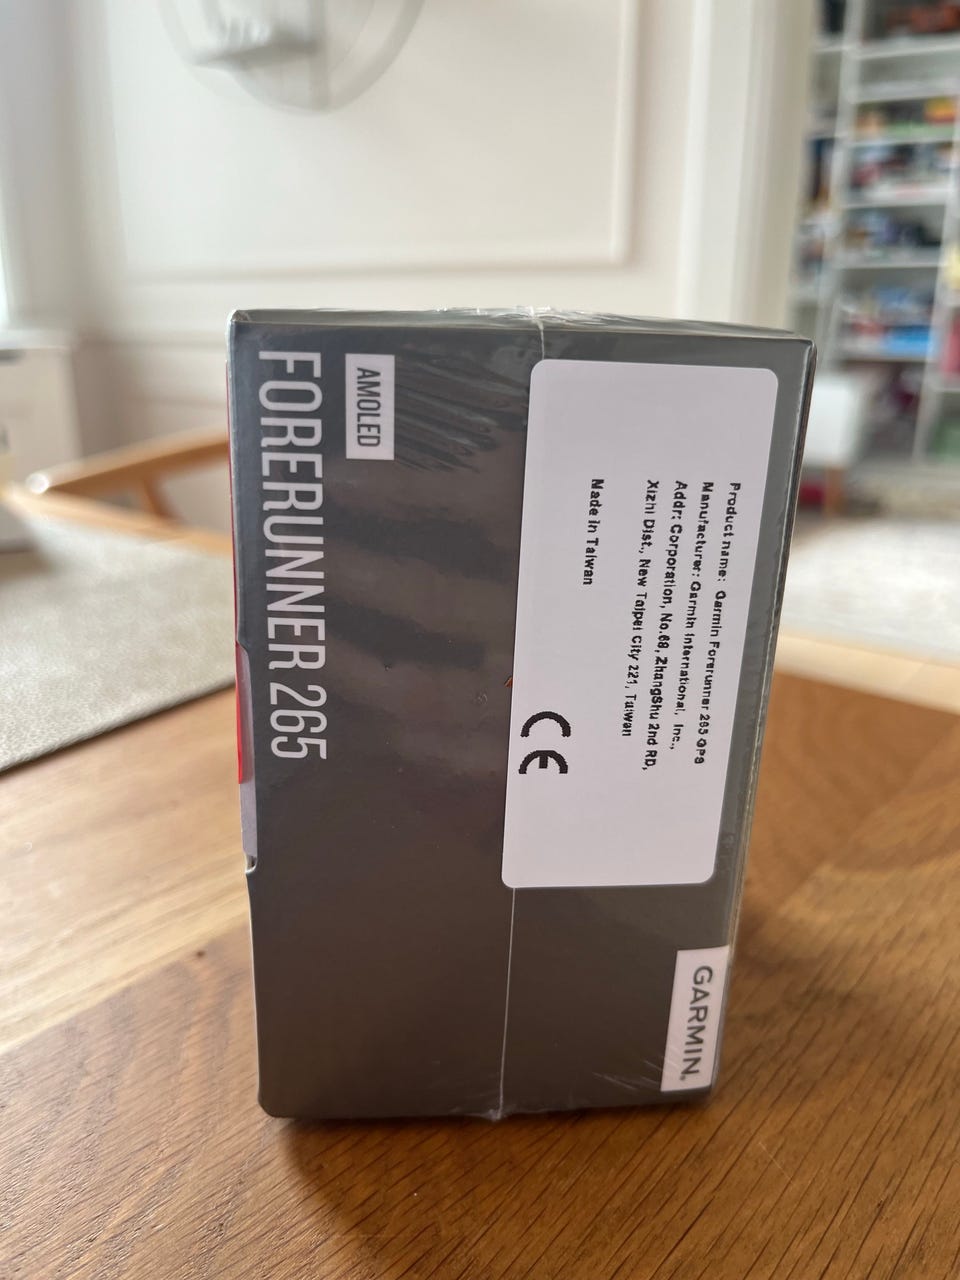 AMOLED
FORERUNNER 265
Product name: Garmin Forerunner 265 GPS
Manufacturer: Garmin International, Inc.,
Addr: Corporation, No.68, ZhangShu 2nd RD,
Xizhi Dist., New Taipei City 221, Taiwan
Made in Taiwan
CE
GARMIN.